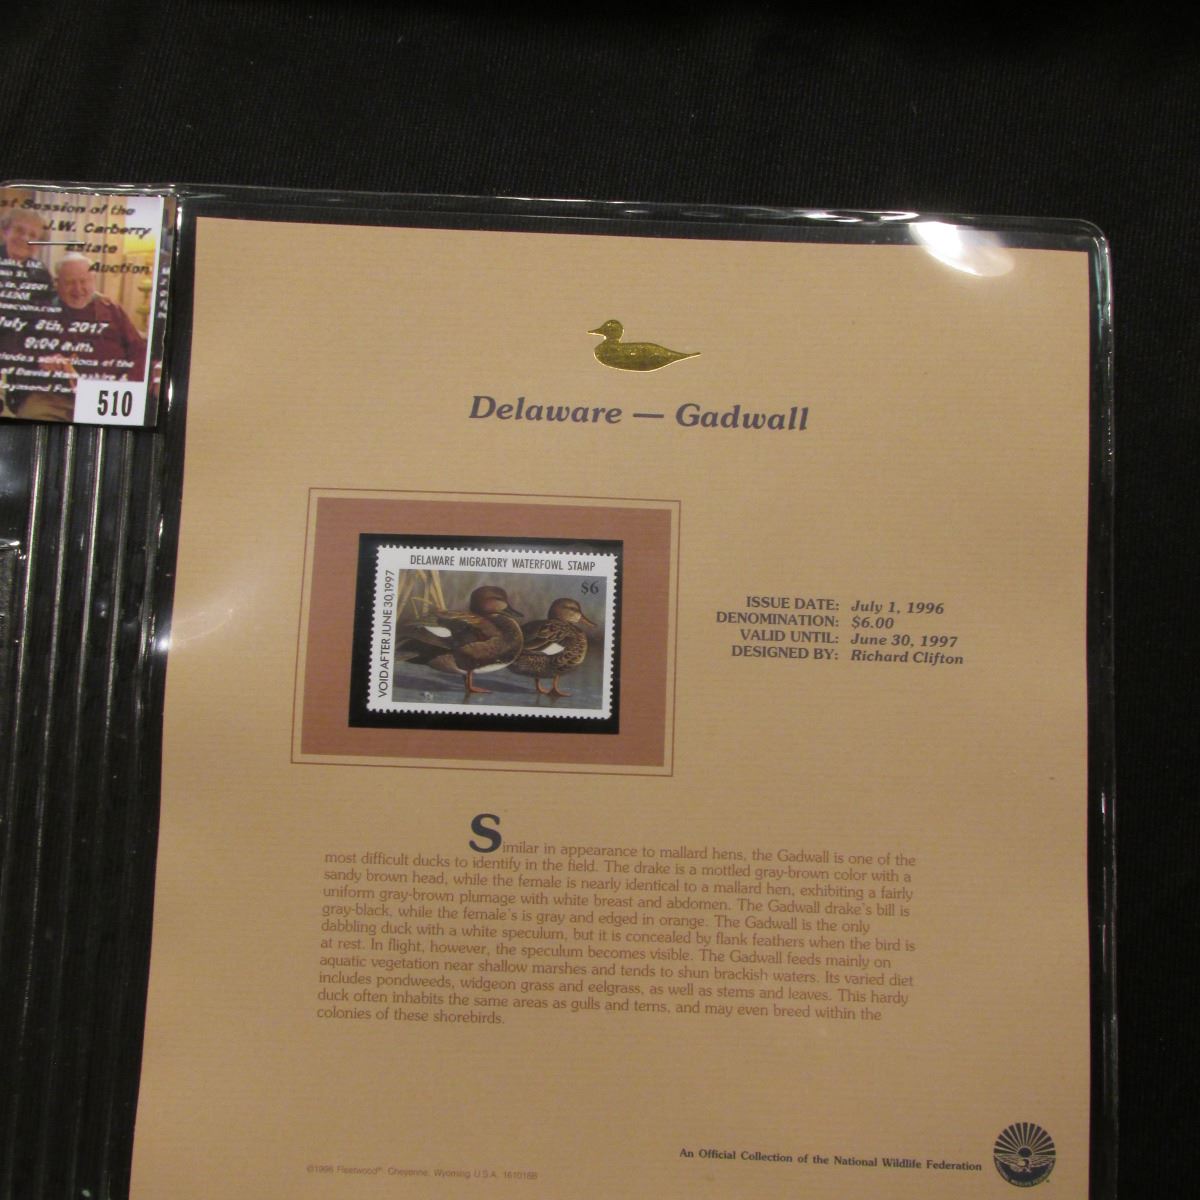 st Session of the
J.W. Carberry
Estate
Auction
July 8th, 2017
9:00 a.m.
of the
of David
510
Delaware — Gadwall
DELAWARE MIGRATORY WATERFOWL STAMP
VOID AFTER JUNE 30, 1997
$6
ISSUE DATE: July 1, 1996
DENOMINATION: $6.00
VALID UNTIL: June 30, 1997
DESIGNED BY: Richard Clifton
Similar in appearance to mallard hens, the Gadwall is one of the
most difficult ducks to identify in the field. The drake is a mottled gray-brown color with a
sandy brown head, while the female is nearly identical to a mallard hen, exhibiting a fairly
uniform gray-brown plumage with white breast and abdomen. The Gadwall drake's bill is
gray-black, while the female's is gray and edged in orange. The Gadwall is the only
dabbling duck with a white speculum, but it is concealed by flank feathers when the bird is
at rest. In flight, however, the speculum becomes visible. The Gadwall feeds mainly on
aquatic vegetation near shallow marshes and tends to shun brackish waters. Its varied diet
includes pondweeds, widgeon grass and eelgrass, as well as stems and leaves. This hardy
duck often inhabits the same areas as gulls and terns, and may even breed within the
colonies of these shorebirds.
©1996 Fleetwood® Cheyenne, Wyoming U.S.A. 161018B
An Official Collection of the National Wildlife Federation